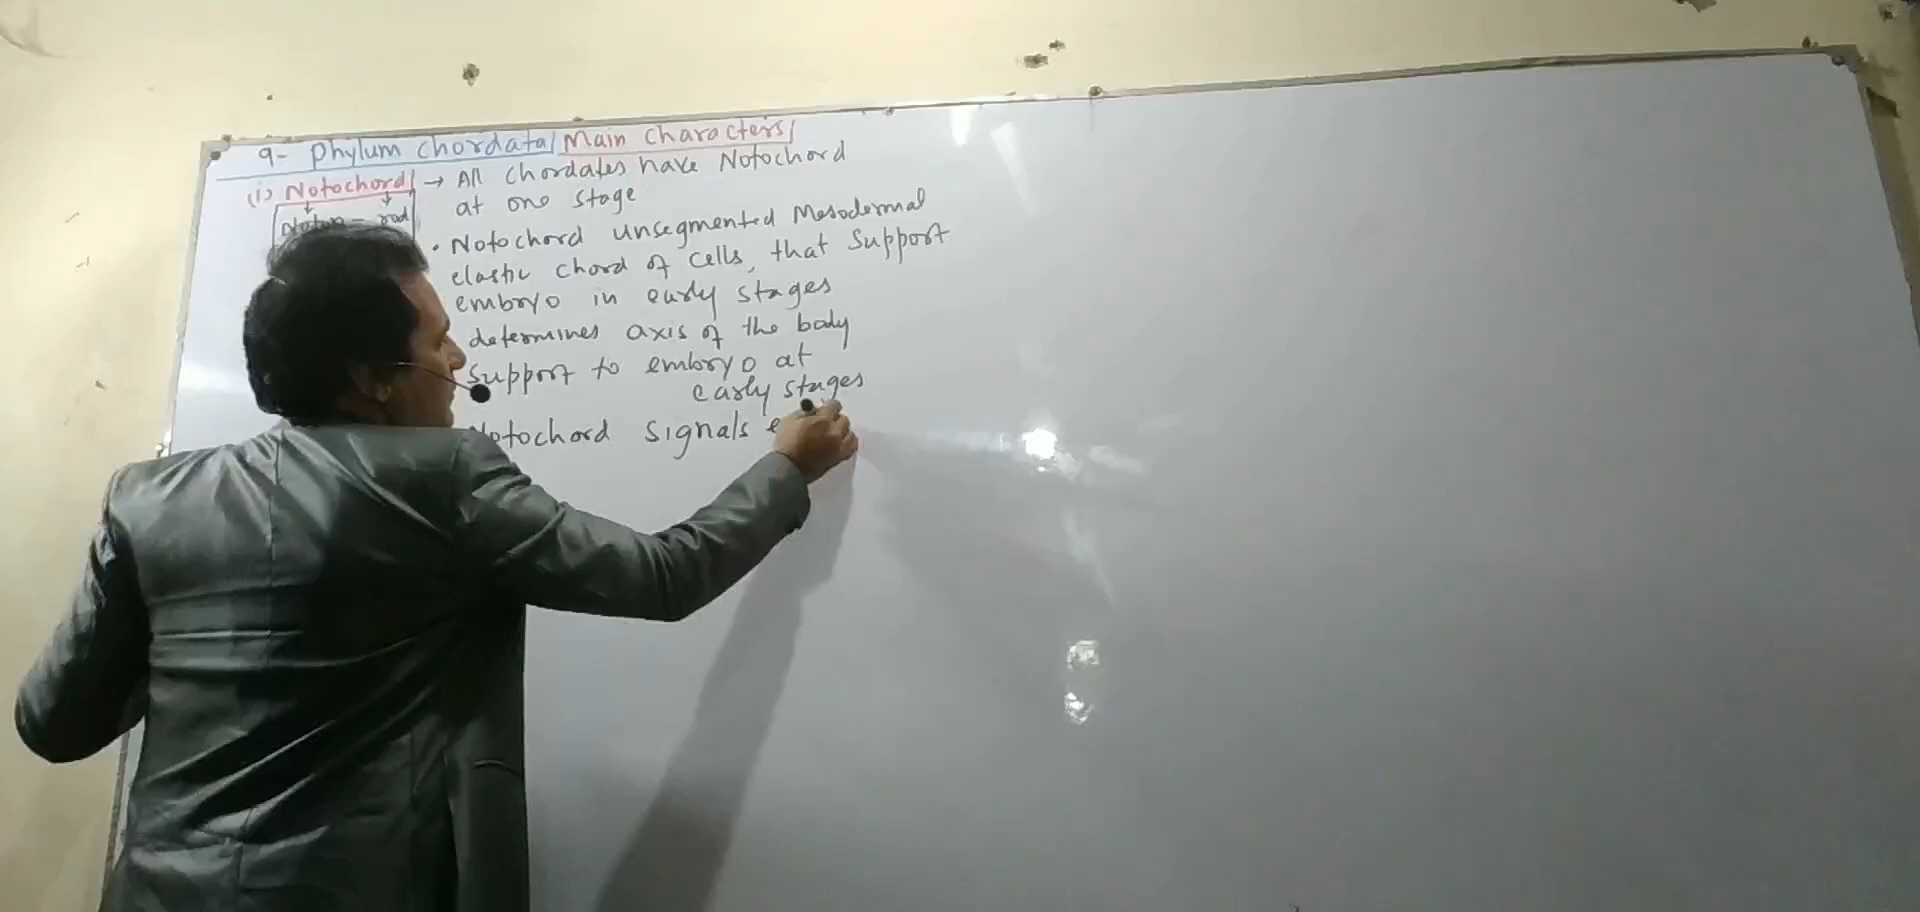 9- Phylum chordata/Main characters/
(i) Notochord → All chordates have Notochord
at one stage
rod
• Notochord unsegmented Mesodermal
elastic chord of cells, that support
embryo in early stages
determines axis of the body
Support to embryo at
early stages
Notochord signals